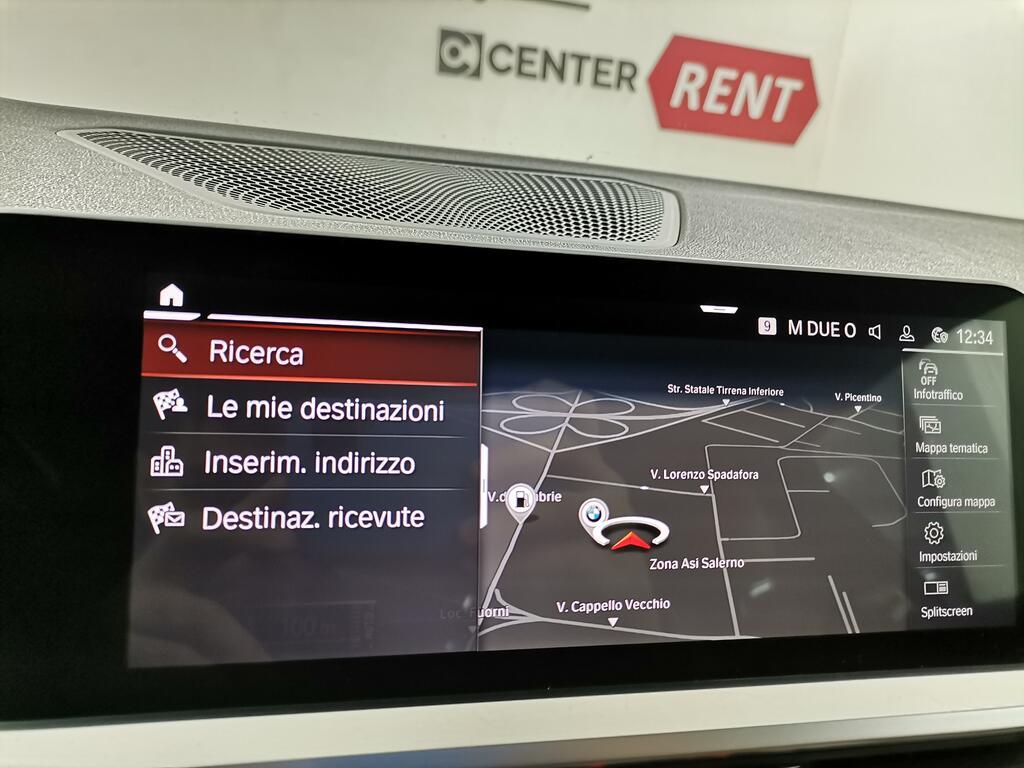 CENTER RENT
9 M DUE O 12:34
Ricerca
Le mie destinazioni
Inserim. indirizzo
Destinaz. ricevute
Str. Statale Tirrena Inferiore
V. Picentino
V. Lorenzo Spadafora
Zona Asi Salerno
V. Cappello Vecchio
OFF
Infotraffico
Mappa tematica
Configura mappa
Impostazioni
Splitscreen